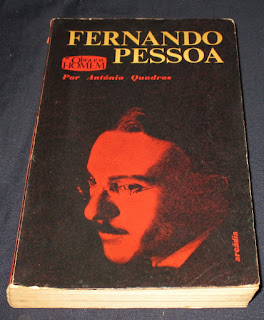 FERNANDO
A Obra e o
HOMEM
PESSOA
Por António Quadros
arcádia